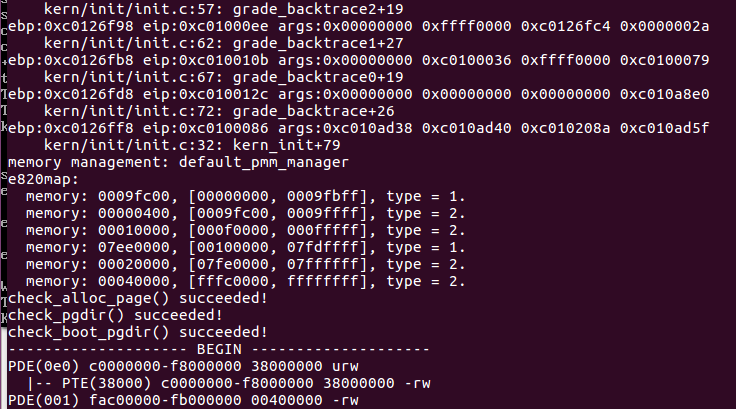 kern/init/init.c:57: grade_backtrace2+19
ebp:0xc0126f98 eip:0xc01000ee args:0x00000000 0xffff0000 0xc0126fc4 0x0000002a
kern/init/init.c:62: grade_backtrace1+27
ebp:0xc0126fb8 eip:0xc010010b args:0x00000000 0xc0100036 0xffff0000 0xc0100079
kern/init/init.c:67: grade_backtrace0+19
ebp:0xc0126fd8 eip:0xc010012c args:0x00000000 0x00000000 0x00000000 0xc010a8e0
kern/init/init.c:72: grade_backtrace+26
ebp:0xc0126ff8 eip:0xc0100086 args:0xc010ad38 0xc010ad40 0xc010208a 0xc010ad5f
kern/init/init.c:32: kern_init+79
memory management: default_pmm_manager
e820map:
memory: 0009fc00, [00000000, 0009fbff], type = 1.
memory: 00000400, [0009fc00, 0009ffff], type = 2.
memory: 00010000, [000f0000, 000fffff], type = 2.
memory: 07ee0000, [00100000, 07fdffff], type = 1.
memory: 00020000, [07fe0000, 07ffffff], type = 2.
memory: 00040000, [fffc0000, ffffffff], type = 2.
check_alloc_page() succeeded!
check_pgdir() succeeded!
check_boot_pgdir() succeeded!
-------------------- BEGIN --------------------
PDE(0e0) c0000000-f8000000 38000000 urw
|-- PTE(38000) c0000000-f8000000 38000000 -rw
PDE(001) fac00000-fb000000 00400000 -rw